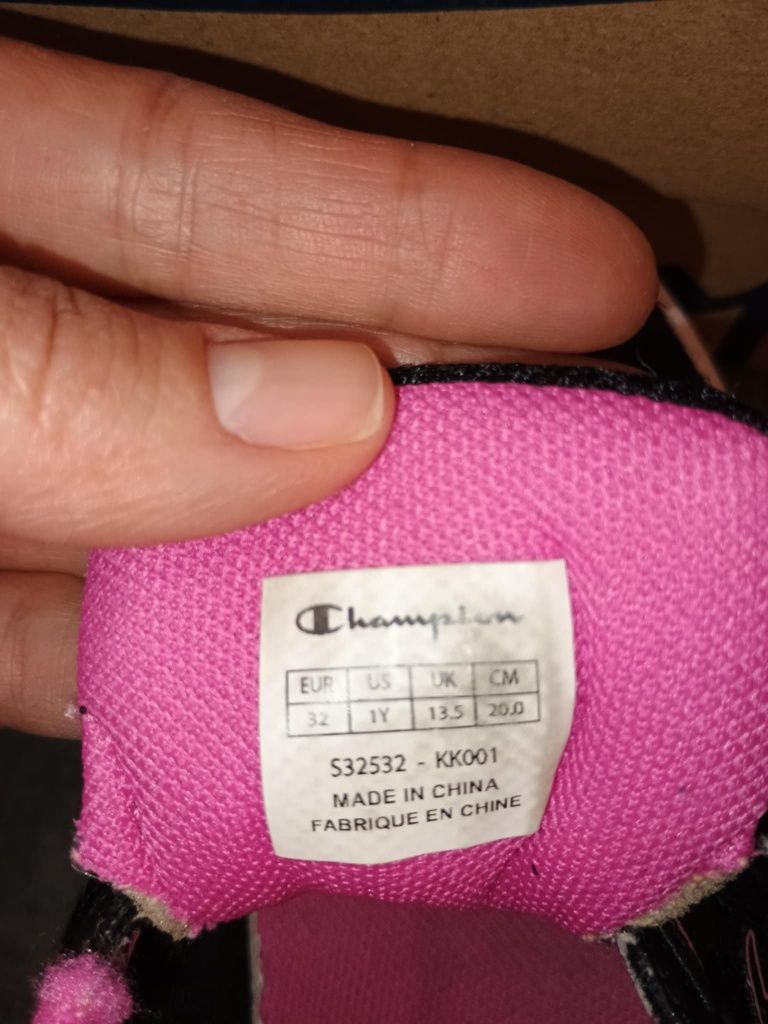 Champion
EUR US UK CM
32 1Y 13.5 20.0
S32532 - KK001
MADE IN CHINA
FABRIQUE EN CHINE